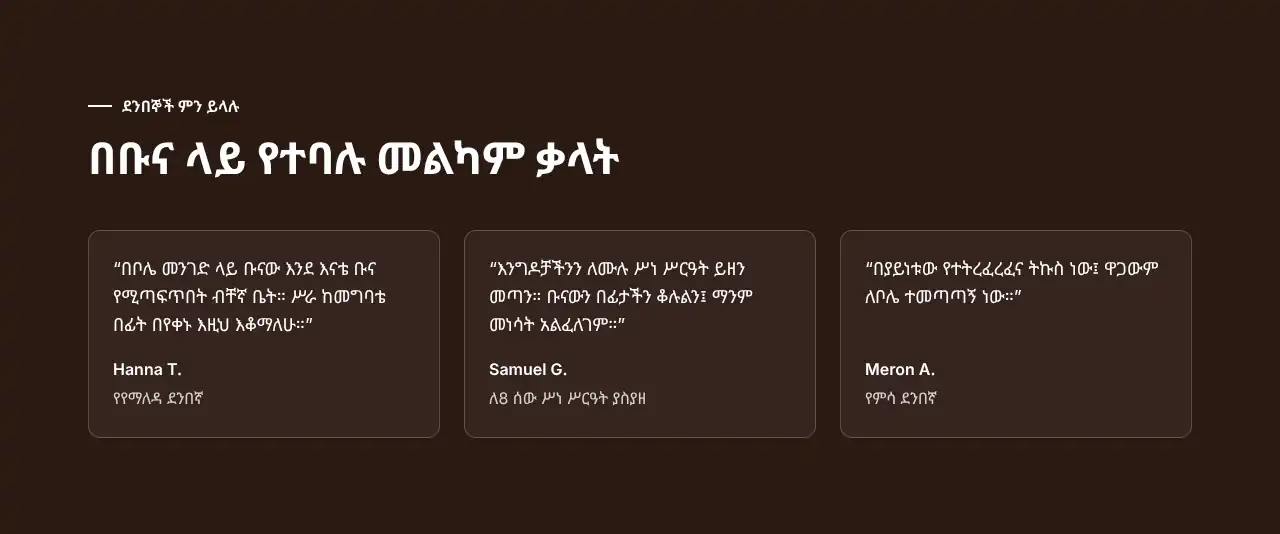 ደንበኞች ምን ይላሉ
በቡና ላይ የተባሉ መልካም ቃላት
“በቦሌ መንገድ ላይ ቡናው እንደ እናቴ ቡና
የሚጣፍጥበት ብቸኛ ቤት። ሥራ ከመግባቴ
በፊት በየቀኑ እዚህ እቆማለሁ።”
Hanna T.
የየማለዳ ደንበኛ
“እንግዶቻችንን ለሙሉ ሥነ ሥርዓት ይዘን
መጣን። ቡናውን በፊታችን ቆሉልን፤ ማንም
መነሳት አልፈለገም።”
Samuel G.
ለ8 ሰው ሥነ ሥርዓት ያስያዘ
“በያይነቱው የተትረፈረፈና ትኩስ ነው፤ ዋጋውም
ለቦሌ ተመጣጣኝ ነው።”
Meron A.
የምሳ ደንበኛ